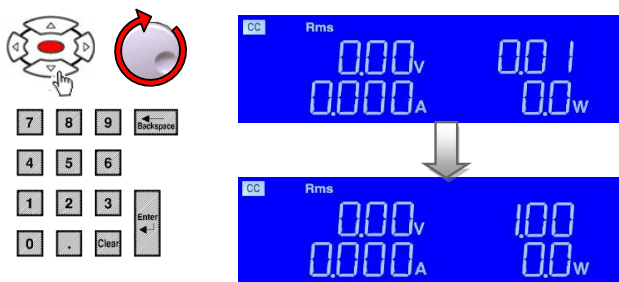 7 8 9 Backspace
4 5 6
1 2 3 Enter
0 . Clear
CC Rms
0.00V 0.01
0.000A 0.0W
CC Rms
0.00V 1.00
0.000A 0.0W